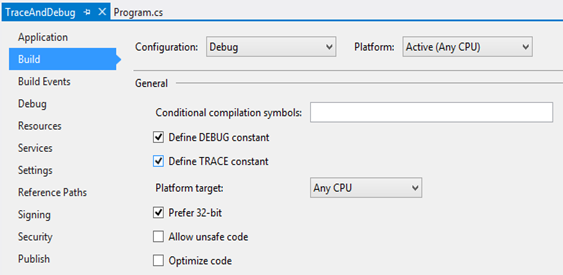 TraceAndDebug Program.cs
Application
Build
Build Events
Debug
Resources
Services
Settings
Reference Paths
Signing
Security
Publish
Configuration: Debug Platform: Active (Any CPU)
General
Conditional compilation symbols:
Define DEBUG constant
Define TRACE constant
Platform target: Any CPU
Prefer 32-bit
Allow unsafe code
Optimize code